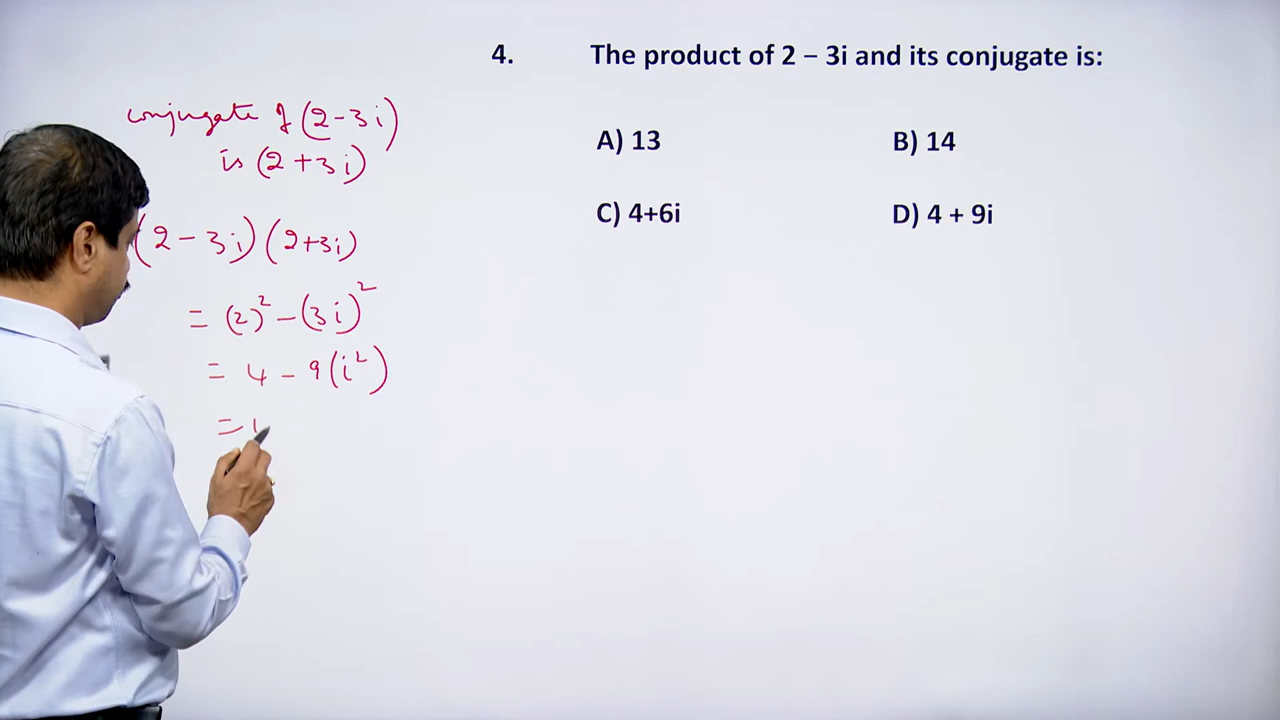 4. The product of 2 – 3i and its conjugate is:
A) 13 B) 14
C) 4+6i D) 4 + 9i
conjugate of (2-3i)
is (2+3i)
(2-3i)(2+3i)
= (2)² - (3i)²
= 4 - 9(i²)
=